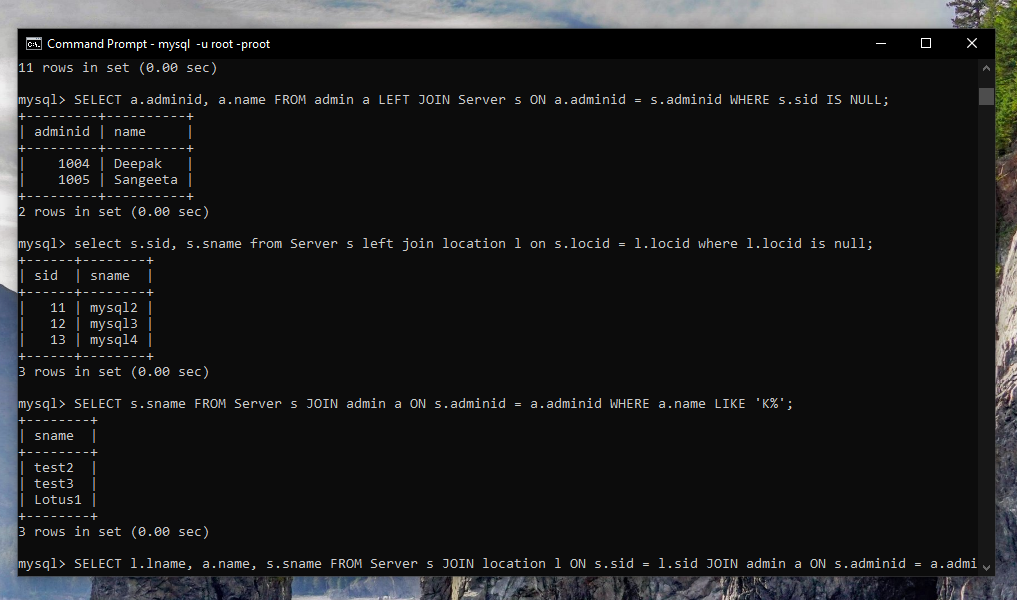 Command Prompt - mysql  -u root -proot
11 rows in set (0.00 sec)
mysql> SELECT a.adminid, a.name FROM admin a LEFT JOIN Server s ON a.adminid = s.adminid WHERE s.sid IS NULL;
+---------+----------+
| adminid | name     |
+---------+----------+
|    1004 | Deepak   |
|    1005 | Sangeeta |
+---------+----------+
2 rows in set (0.00 sec)
mysql> select s.sid, s.sname from Server s left join location l on s.locid = l.locid where l.locid is null;
+------+--------+
| sid  | sname  |
+------+--------+
|   11 | mysql2 |
|   12 | mysql3 |
|   13 | mysql4 |
+------+--------+
3 rows in set (0.00 sec)
mysql> SELECT s.sname FROM Server s JOIN admin a ON s.adminid = a.adminid WHERE a.name LIKE 'K%';
+--------+
| sname  |
+--------+
| test2  |
| test3  |
| Lotus1 |
+--------+
3 rows in set (0.00 sec)
mysql> SELECT l.lname, a.name, s.sname FROM Server s JOIN location l ON s.sid = l.sid JOIN admin a ON s.adminid = a.admi